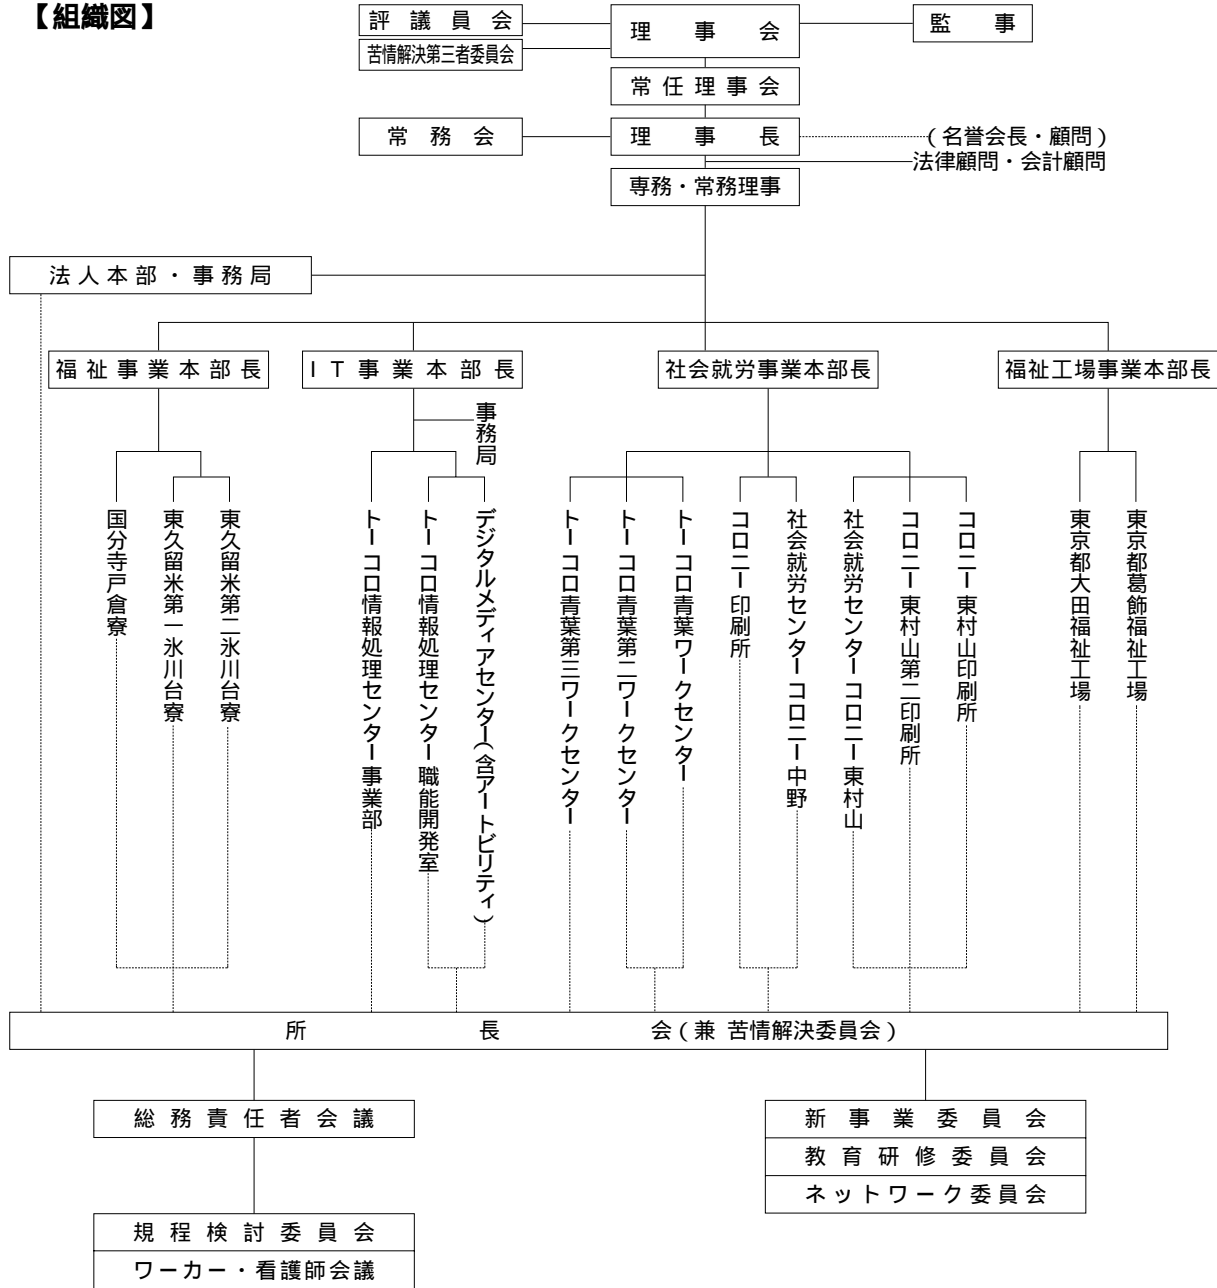 【組織図】
評議員会
理事会
監事
苦情解決第三者委員会
常任理事会
常務会
理事長
(名誉会長・顧問)
法律顧問・会計顧問
専務・常務理事
法人本部・事務局
福祉事業本部長
IT事業本部長
社会就労事業本部長
福祉工場事業本部長
事務局
国分寺戸倉寮
東久留米第一氷川台寮
東久留米第二氷川台寮
トーコロ情報処理センター事業部
トーコロ情報処理センター職能開発室
デジタルメディアセンター(含アートビリティ)
トーコロ青葉第三ワークセンター
トーコロ青葉第二ワークセンター
トーコロ青葉ワークセンター
コロニー印刷所
社会就労センターコロニー中野
社会就労センターコロニー東村山
コロニー東村山第二印刷所
コロニー東村山印刷所
東京都大田福祉工場
東京都葛飾福祉工場
所長会(兼 苦情解決委員会)
総務責任者会議
新事業委員会
教育研修委員会
ネットワーク委員会
規程検討委員会
ワーカー・看護師会議